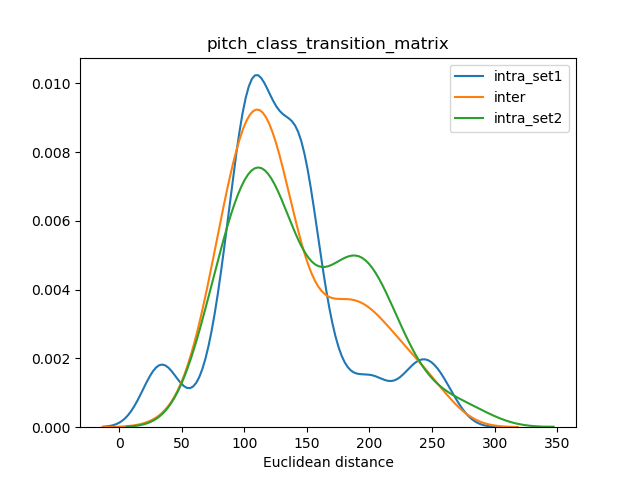 pitch_class_transition_matrix
intra_set1
inter
intra_set2
0.010
0.008
0.006
0.004
0.002
0.000
0 50 100 150 200 250 300 350
Euclidean distance